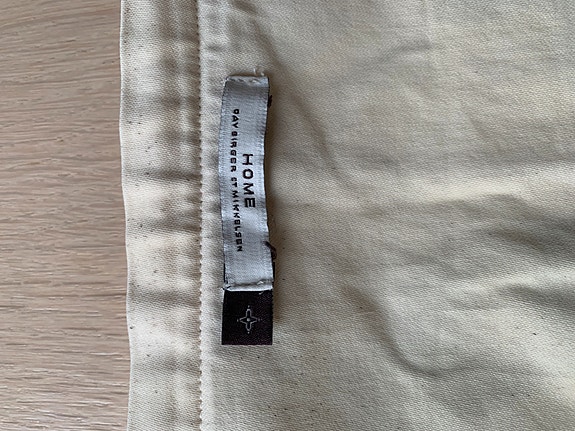 HOME
DAY BIRGER ET MIKKELSEN